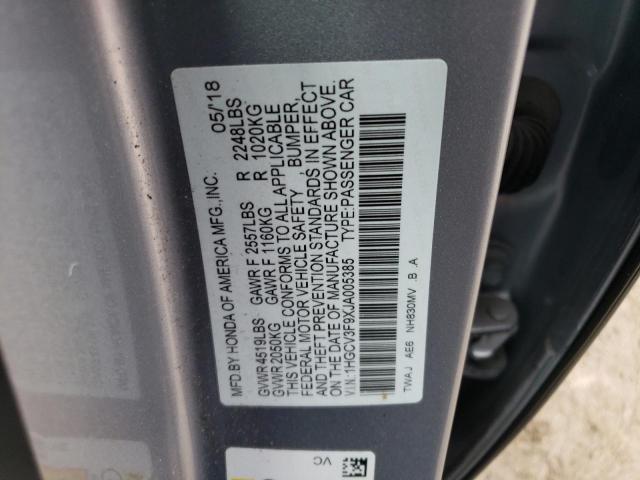 MFD.BY HONDA OF AMERICA MFG.,INC. 05/'18
GVWR 4519LBS GAWR F 2557LBS R 2248LBS
GVWR 2050KG GAWR F 1160KG R 1020KG
THIS VEHICLE CONFORMS TO ALL APPLICABLE
FEDERAL MOTOR VEHICLE SAFETY , BUMPER,
AND THEFT PREVENTION STANDARDS IN EFFECT
ON THE DATE OF MANUFACTURE SHOWN ABOVE.
V.I.N.:1HGCV3F9XJA005385 TYPE:PASSENGER CAR
TWAJ AE6 NH830MV .B .A
VC